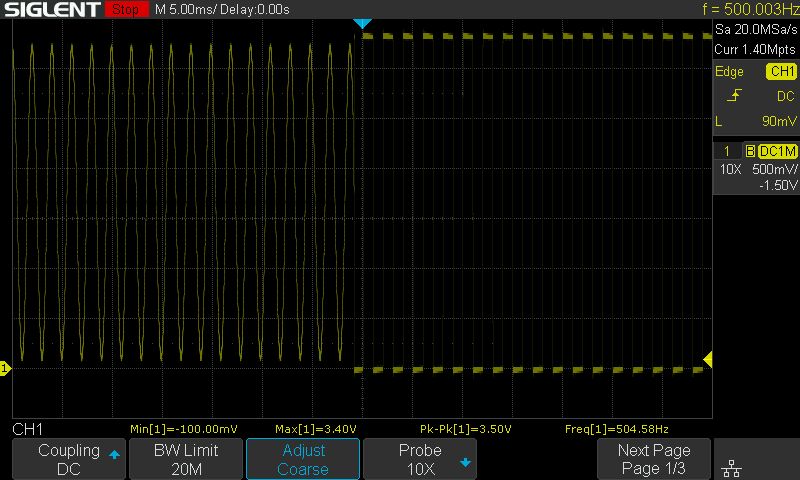 SIGLENT Stop M 5.00ms/ Delay:0.00s f = 500.003Hz
Sa 20.0MSa/s
Curr 1.40Mpts
Edge CH1
DC
L 90mV
1 B DC1M
10X 500mV/
-1.50V
1
CH1 Min[1]=-100.00mV Max[1]=3.40V Pk-Pk[1]=3.50V Freq[1]=504.58Hz
Coupling BW Limit Adjust Probe Next Page
DC 20M Coarse 10X Page 1/3